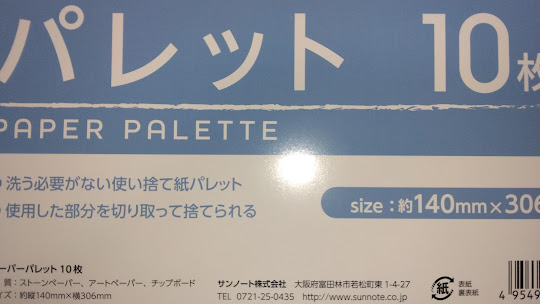 パレット 10枚
PAPER PALETTE
洗う必要がない使い捨て紙パレット
使用した部分を切り取って捨てられる
size：約140mm×306
ーパーパレット 10枚
質：ストーンペーパー、アートペーパー、チップボード
イズ：約縦140mm×横306mm
サンノート株式会社 大阪府富田林市若松町東 1-4-27
TEL 0721-25-0435 http://www.sunnote.co.jp
紙
表紙
裏表紙
4 9549